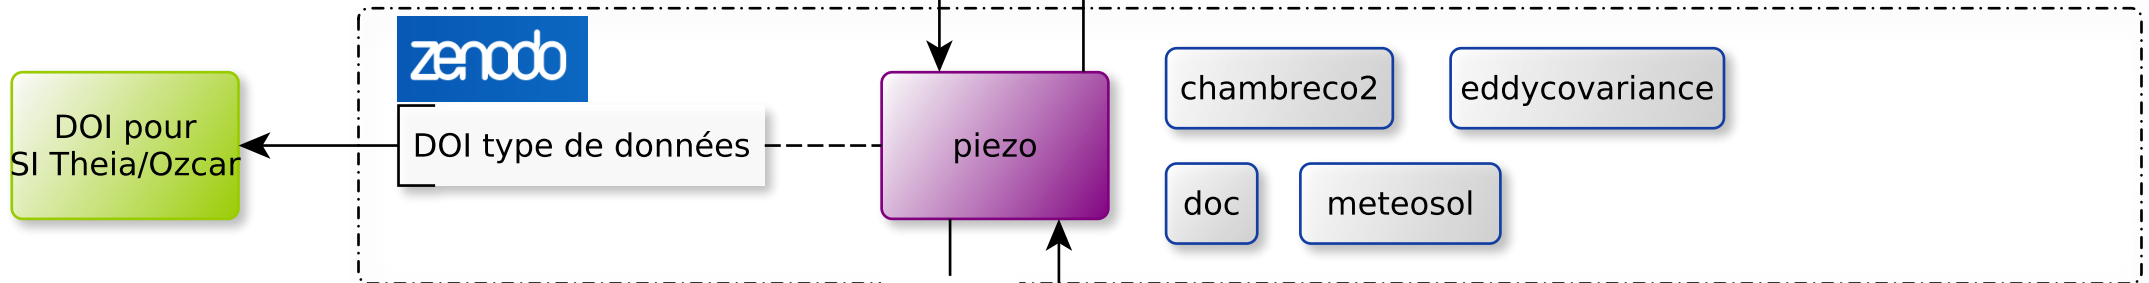 zenodo
DOI pour
SI Theia/Ozcar
DOI type de données
piezo
chambreco2
eddycovariance
doc
meteosol